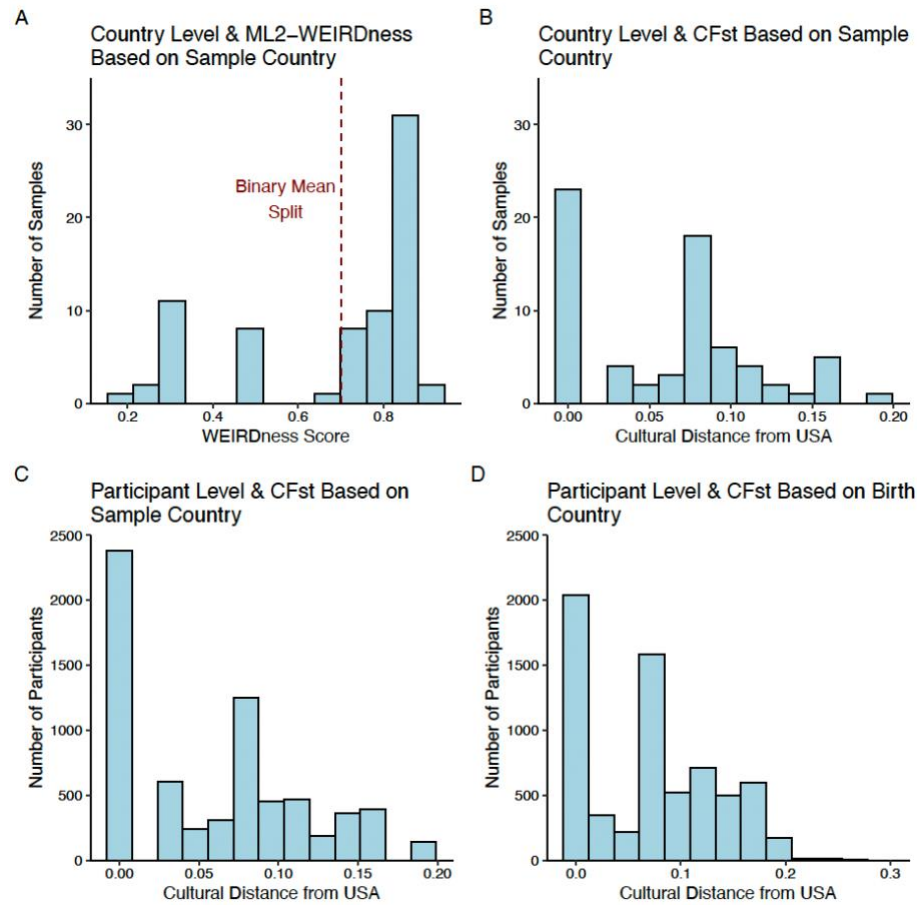 A
Country Level & ML2-WEIRDness
Based on Sample Country
Number of Samples
30
20
10
0
Binary Mean
Split
0.2 0.4 0.6 0.8
WEIRDness Score
B
Country Level & CFst Based on Sample
Country
Number of Samples
30
20
10
0
0.00 0.05 0.10 0.15 0.20
Cultural Distance from USA
C
Participant Level & CFst Based on
Sample Country
Number of Participants
2500
2000
1500
1000
500
0
0.00 0.05 0.10 0.15 0.20
Cultural Distance from USA
D
Participant Level & CFst Based on Birth
Country
Number of Participants
2500
2000
1500
1000
500
0
0.0 0.1 0.2 0.3
Cultural Distance from USA